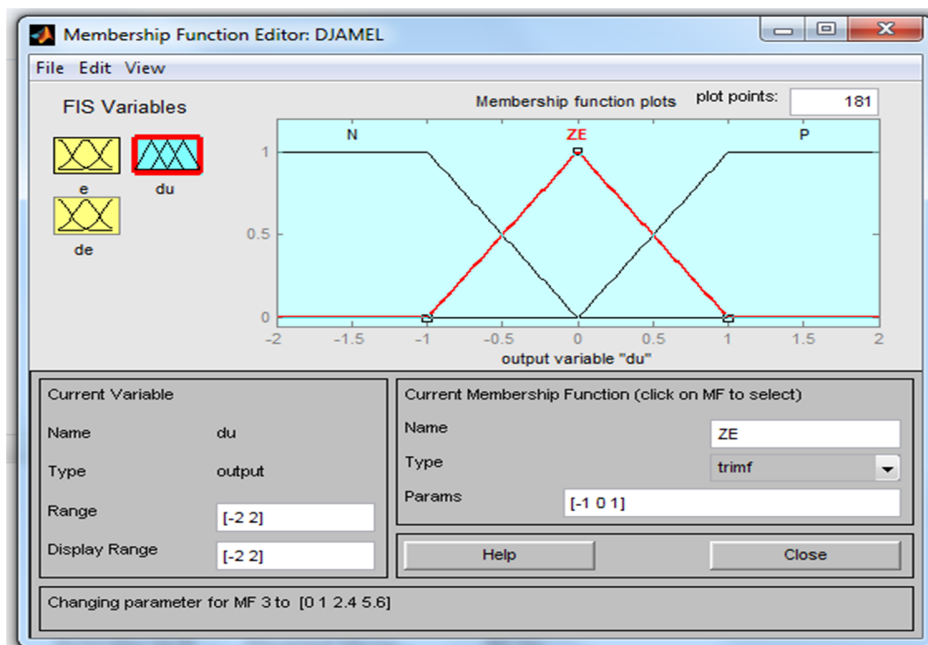 Membership Function Editor: DJAMEL
File Edit View
FIS Variables
Membership function plots plot points: 181
e
du
de
N ZE P
1
0.5
0
-2 -1.5 -1 -0.5 0 0.5 1 1.5 2
output variable "du"
Current Variable
Name du
Type output
Range [-2 2]
Display Range [-2 2]
Current Membership Function (click on MF to select)
Name ZE
Type trimf
Params [-1 0 1]
Help Close
Changing parameter for MF 3 to [0 1 2.4 5.6]